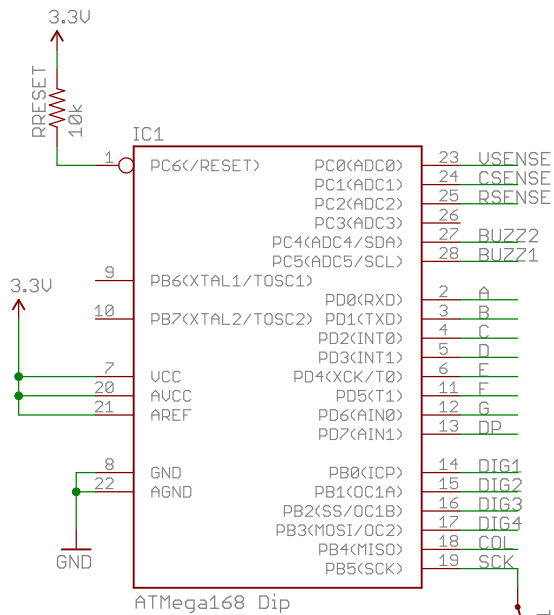 3.3V
RRESET
10k
IC1
1 PC6(/RESET) PC0(ADC0) 23 VSENSE
PC1(ADC1) 24 CSENSE
PC2(ADC2) 25 RSENSE
PC3(ADC3) 26
PC4(ADC4/SDA) 27 BUZZ2
PC5(ADC5/SCL) 28 BUZZ1
9 PB6(XTAL1/TOSC1)
3.3V
PD0(RXD) 2 A
10 PB7(XTAL2/TOSC2) PD1(TXD) 3 B
PD2(INT0) 4 C
PD3(INT1) 5 D
7 VCC PD4(XCK/T0) 6 E
20 AVCC PD5(T1) 11 F
21 AREF PD6(AIN0) 12 G
PD7(AIN1) 13 DP
8 GND PB0(ICP) 14 DIG1
22 AGND PB1(OC1A) 15 DIG2
PB2(SS/OC1B) 16 DIG3
PB3(MOSI/OC2) 17 DIG4
PB4(MISO) 18 COL
GND
PB5(SCK) 19 SCK
ATMega168 Dip